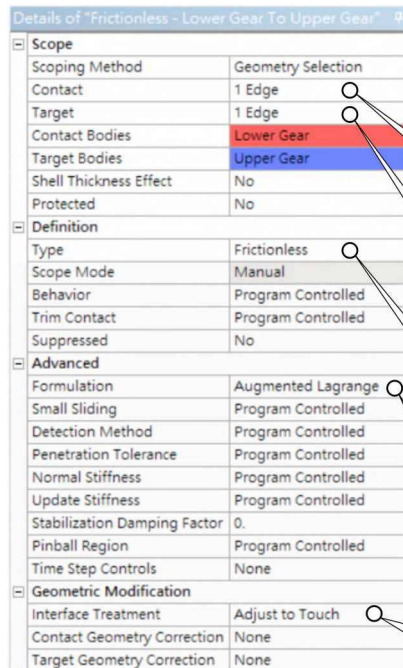 Details of "Frictionless - Lower Gear To Upper Gear"
Scope
Scoping Method Geometry Selection
Contact 1 Edge
Target 1 Edge
Contact Bodies Lower Gear
Target Bodies Upper Gear
Shell Thickness Effect No
Protected No
Definition
Type Frictionless
Scope Mode Manual
Behavior Program Controlled
Trim Contact Program Controlled
Suppressed No
Advanced
Formulation Augmented Lagrange
Small Sliding Program Controlled
Detection Method Program Controlled
Penetration Tolerance Program Controlled
Normal Stiffness Program Controlled
Update Stiffness Program Controlled
Stabilization Damping Factor 0.
Pinball Region Program Controlled
Time Step Controls None
Geometric Modification
Interface Treatment Adjust to Touch
Contact Geometry Correction None
Target Geometry Correction None